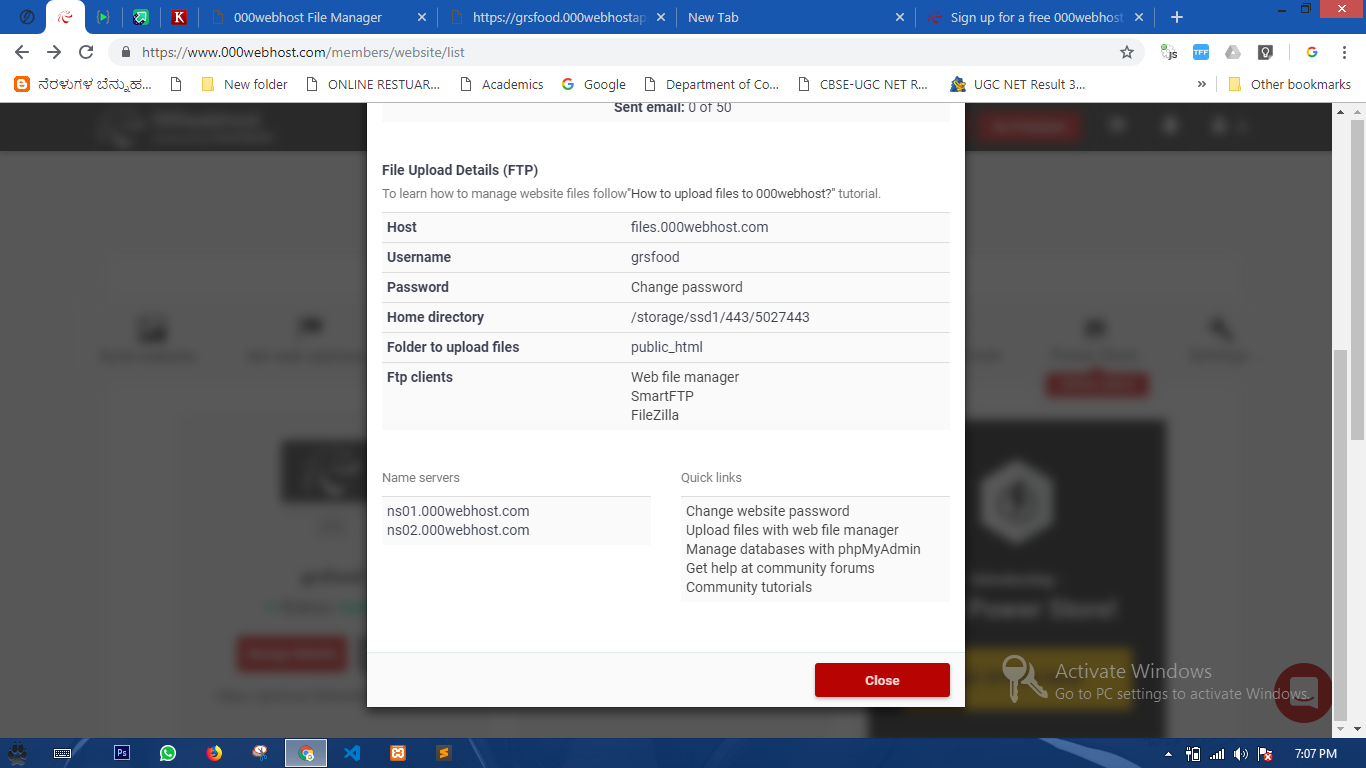 000webhost File Manager
https://grsfood.000webhostap
New Tab
Sign up for a free 000webhost
https://www.000webhost.com/members/website/list
ನೆರಳುಗಳ ಬೆನ್ನುಹ...
New folder
ONLINE RESTUAR...
Academics
Google
Department of Co...
CBSE-UGC NET R...
UGC NET Result 3...
»
Other bookmarks
Sent email: 0 of 50
File Upload Details (FTP)
To learn how to manage website files follow"How to upload files to 000webhost?" tutorial.
Host files.000webhost.com
Username grsfood
Password Change password
Home directory /storage/ssd1/443/5027443
Folder to upload files public_html
Ftp clients Web file manager
SmartFTP
FileZilla
Name servers
ns01.000webhost.com
ns02.000webhost.com
Quick links
Change website password
Upload files with web file manager
Manage databases with phpMyAdmin
Get help at community forums
Community tutorials
Power Store!
Close
Activate Windows
Go to PC settings to activate Windows.
7:07 PM